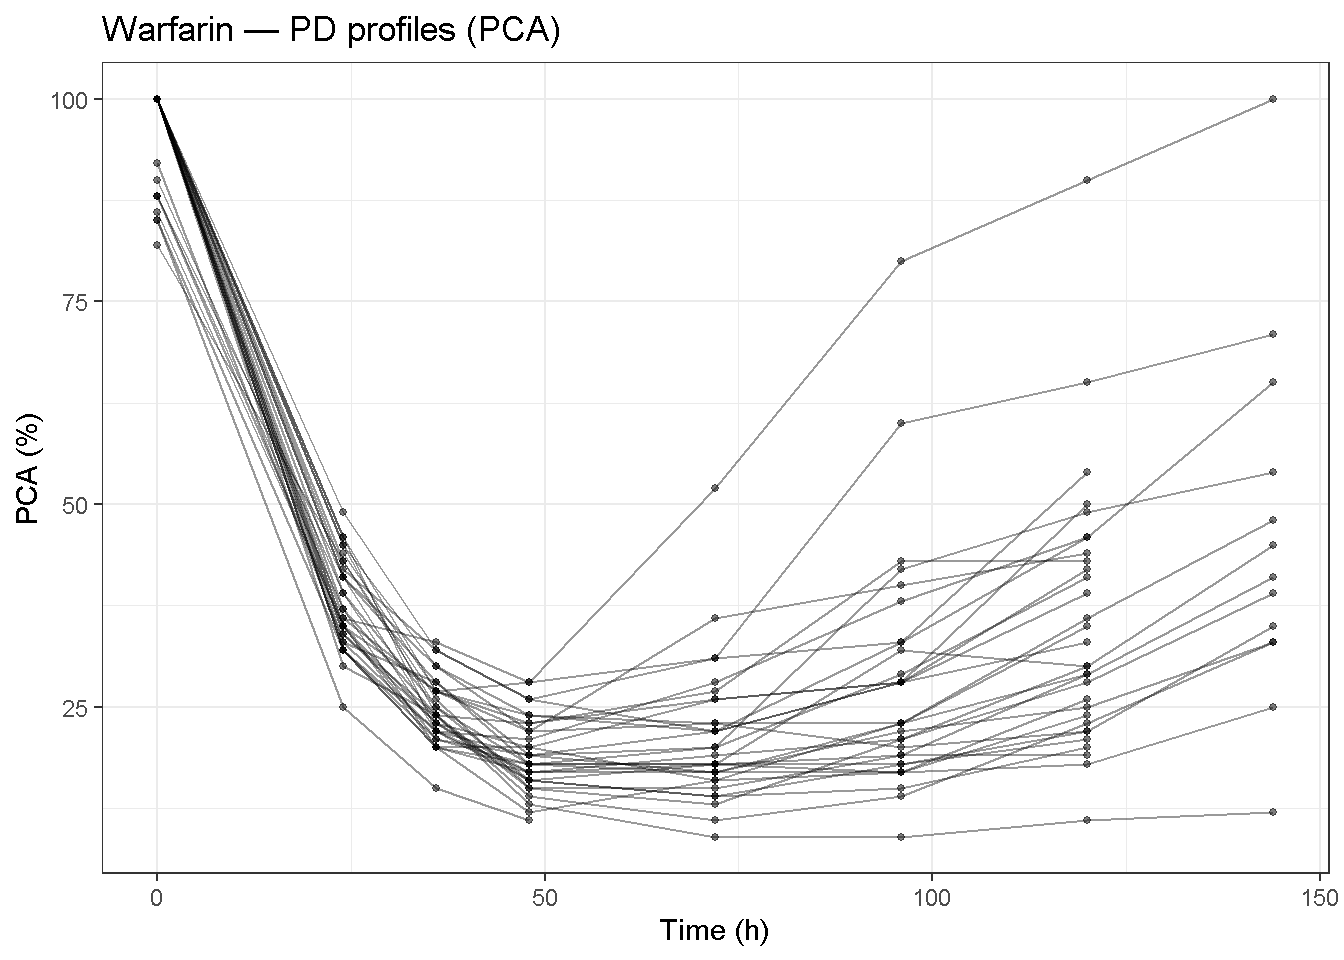 Warfarin — PD profiles (PCA)
PCA (%)
100
75
50
25
0 50 100 150
Time (h)